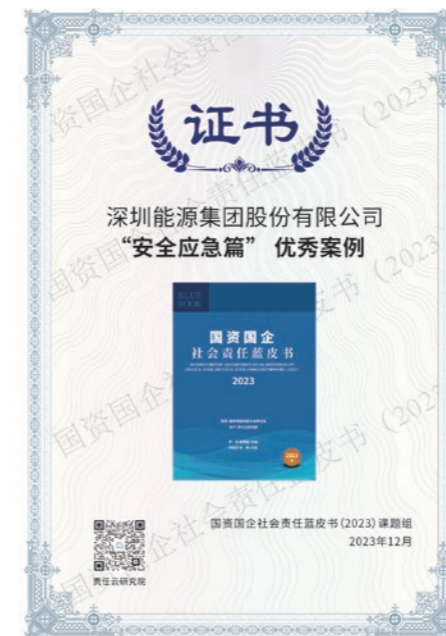 证书
深圳能源集团股份有限公司
“安全应急篇” 优秀案例
BLUE
BOOK
国资国企
社会责任蓝皮书
2023
2023
国资国企社会责任蓝皮书(2023)课题组
2023年12月
责任云研究院